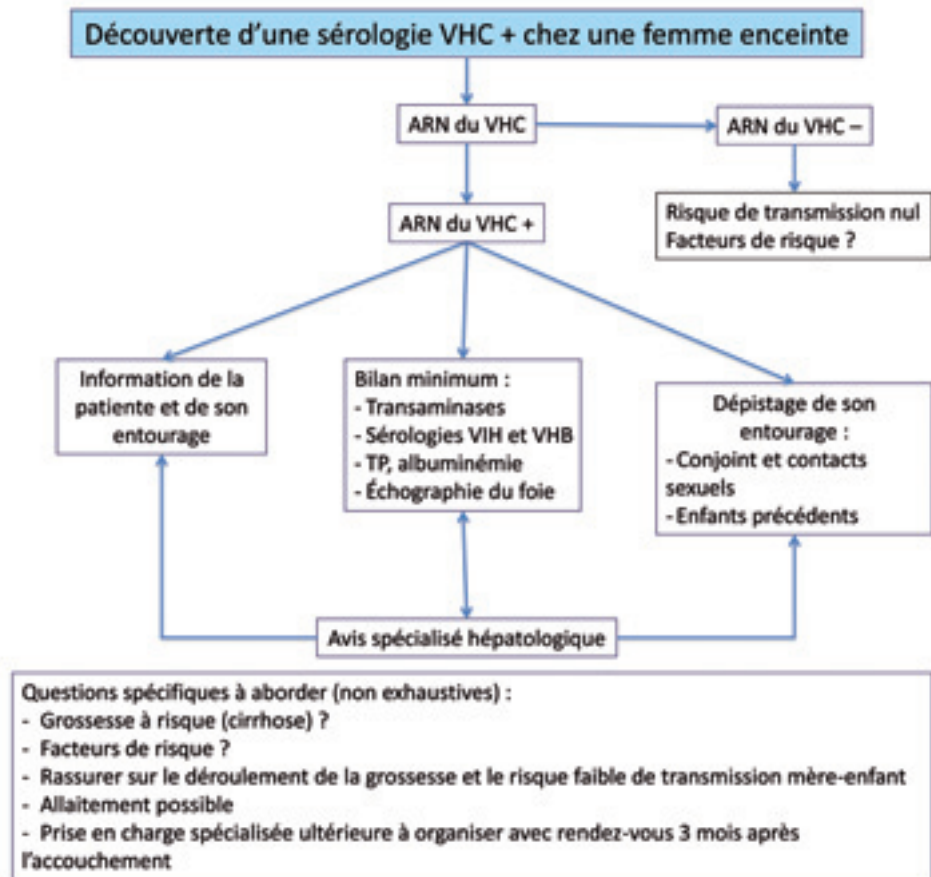 Découverte d'une sérologie VHC + chez une femme enceinte
ARN du VHC
ARN du VHC –
ARN du VHC +
Risque de transmission nul
Facteurs de risque ?
Information de la
patiente et de son
entourage
Bilan minimum :
- Transaminases
- Sérologies VIH et VHB
- TP, albuminémie
- Échographie du foie
Dépistage de son
entourage :
- Conjoint et contacts
sexuels
- Enfants précédents
Avis spécialisé hépatologique
Questions spécifiques à aborder (non exhaustives) :
- Grossesse à risque (cirrhose) ?
- Facteurs de risque ?
- Rassurer sur le déroulement de la grossesse et le risque faible de transmission mère-enfant
- Allaitement possible
- Prise en charge spécialisée ultérieure à organiser avec rendez-vous 3 mois après
l'accouchement